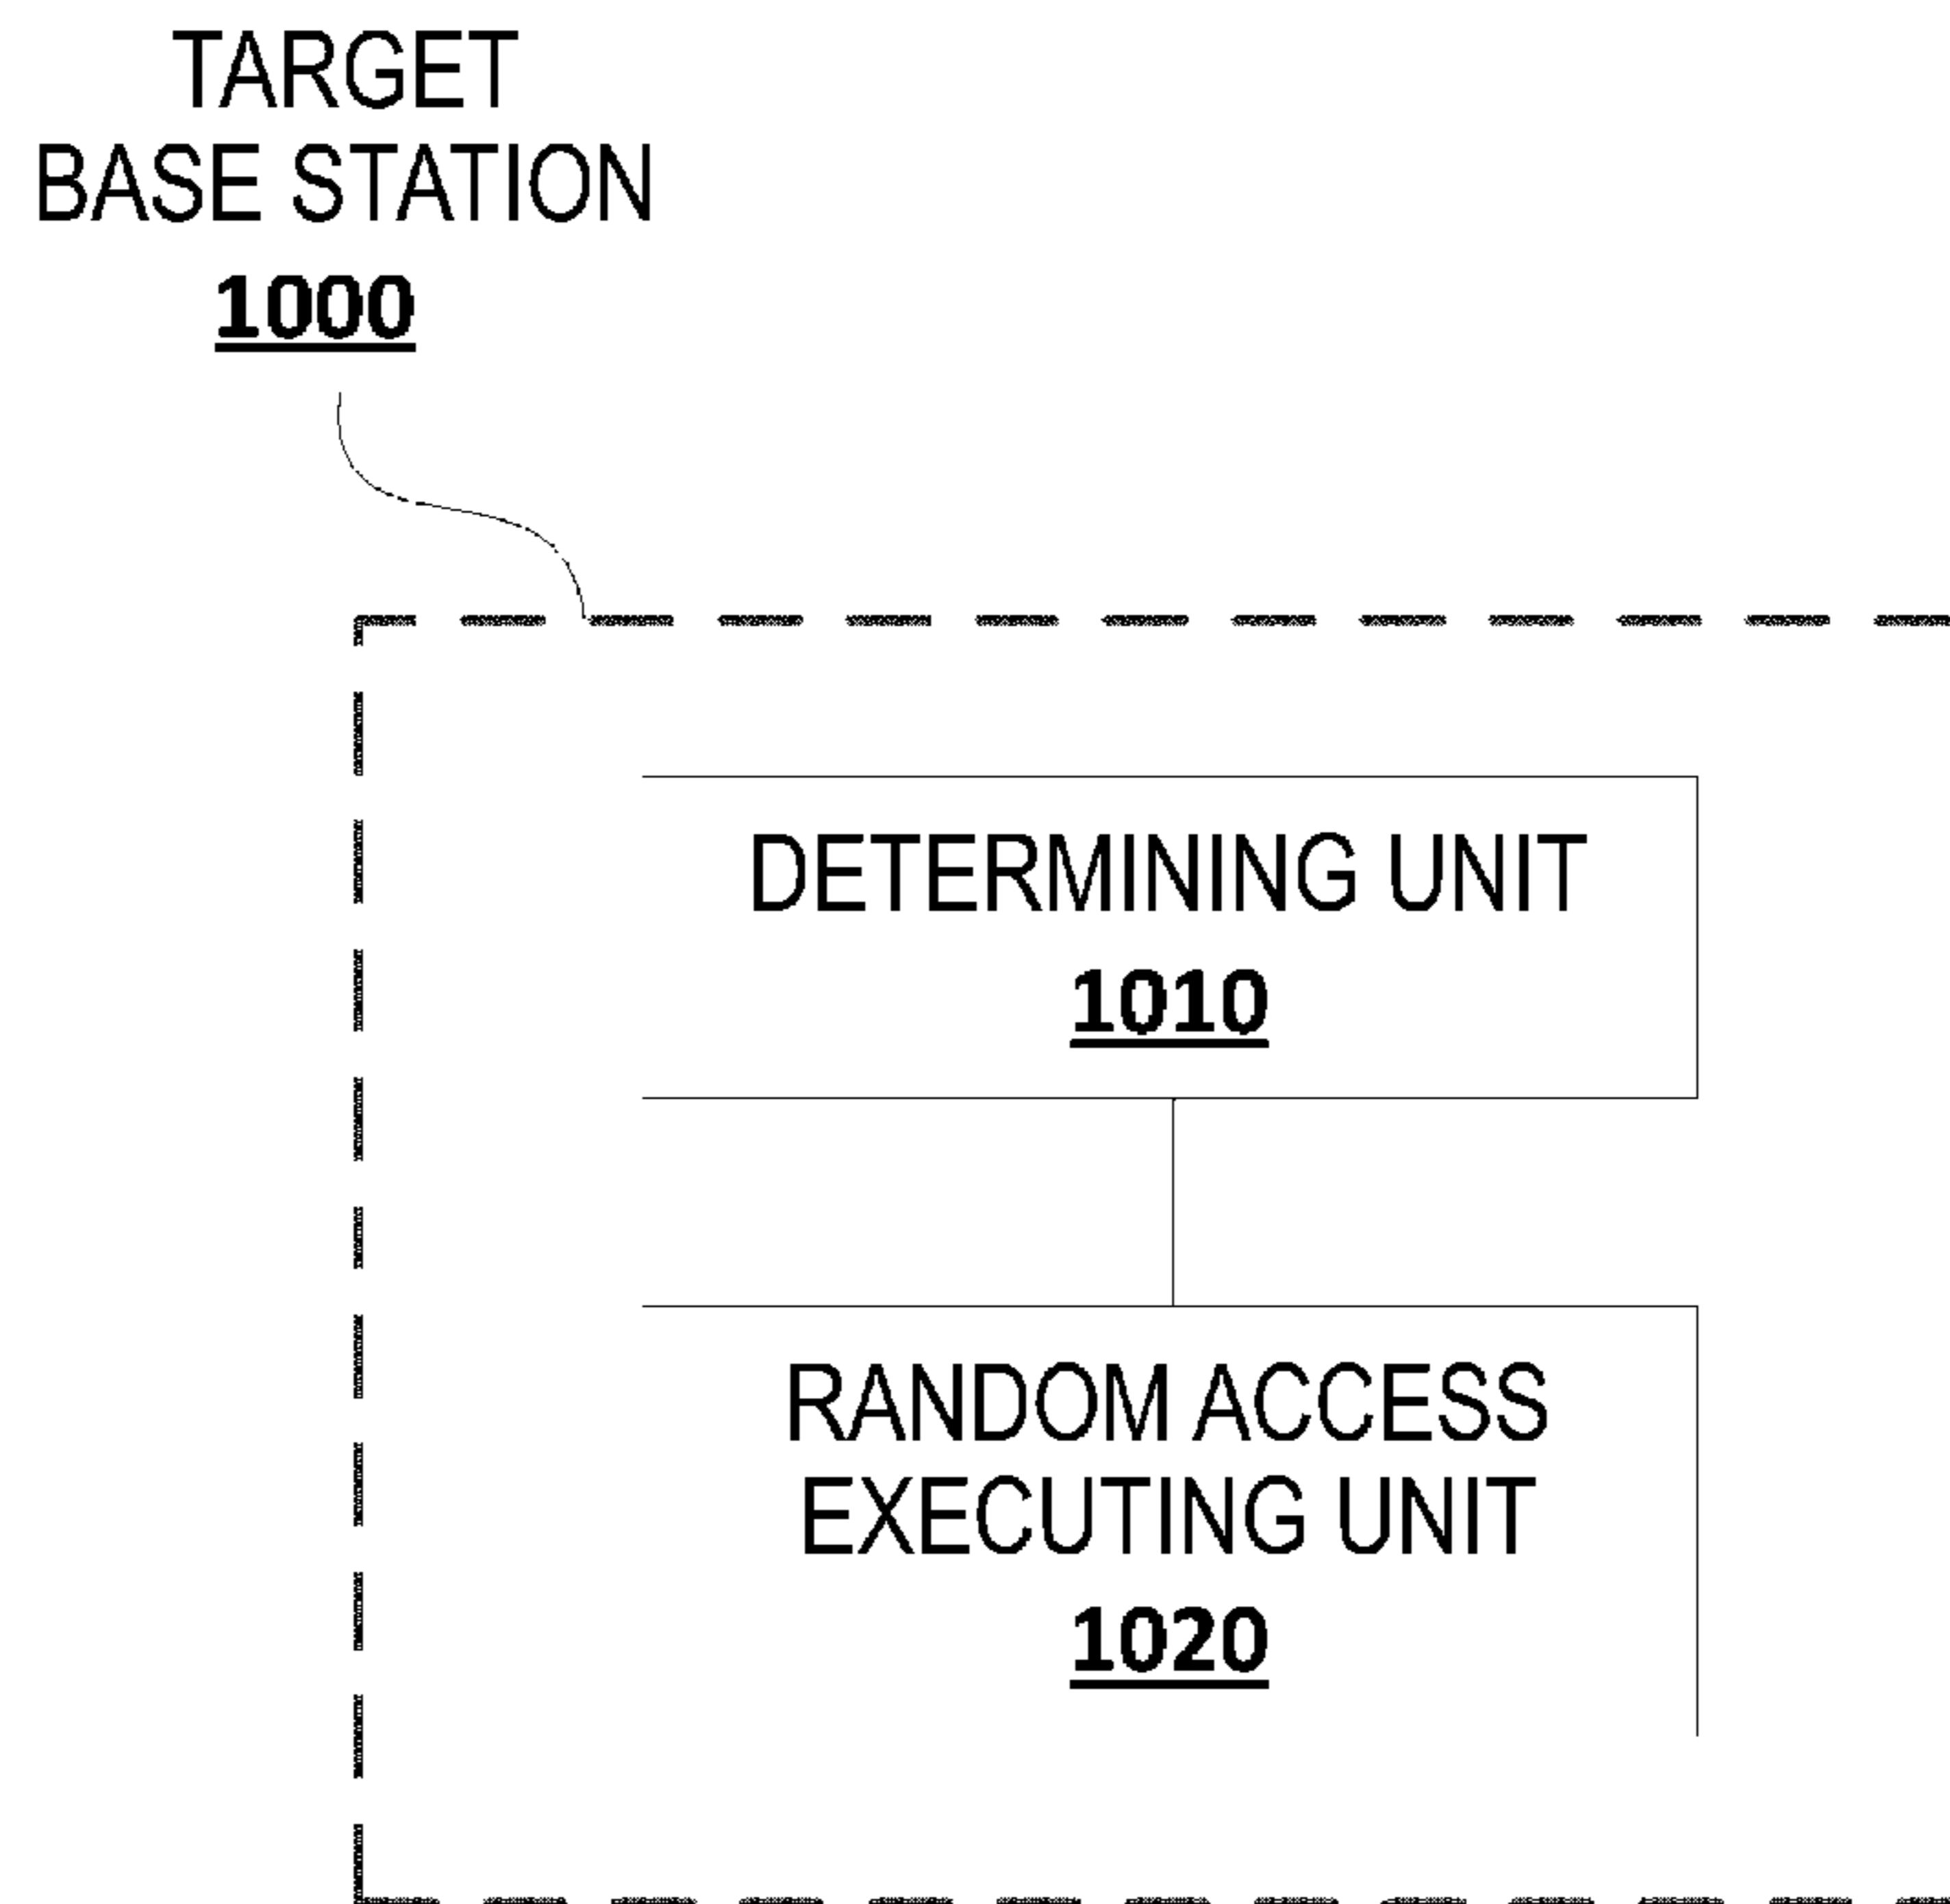 TARGET
BASE STATION
1000
DETERMINING UNIT
1010
RANDOM ACCESS
EXECUTING UNIT
1020